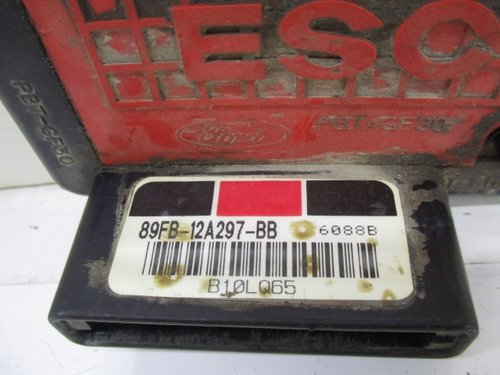 ESC
PBT-GF30
Ford
PBT-GF30
89FB-12A297-BB
6088B
B10LQ65